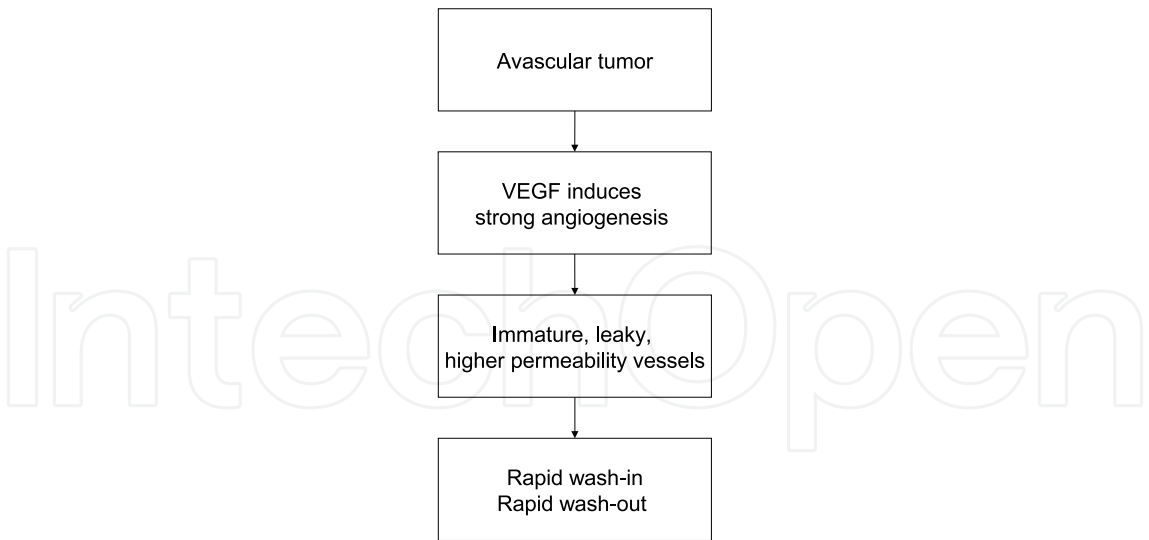 Avascular tumor
VEGF induces
strong angiogenesis
Immature, leaky,
higher permeability vessels
IntechOpen
Rapid wash-in
Rapid wash-out